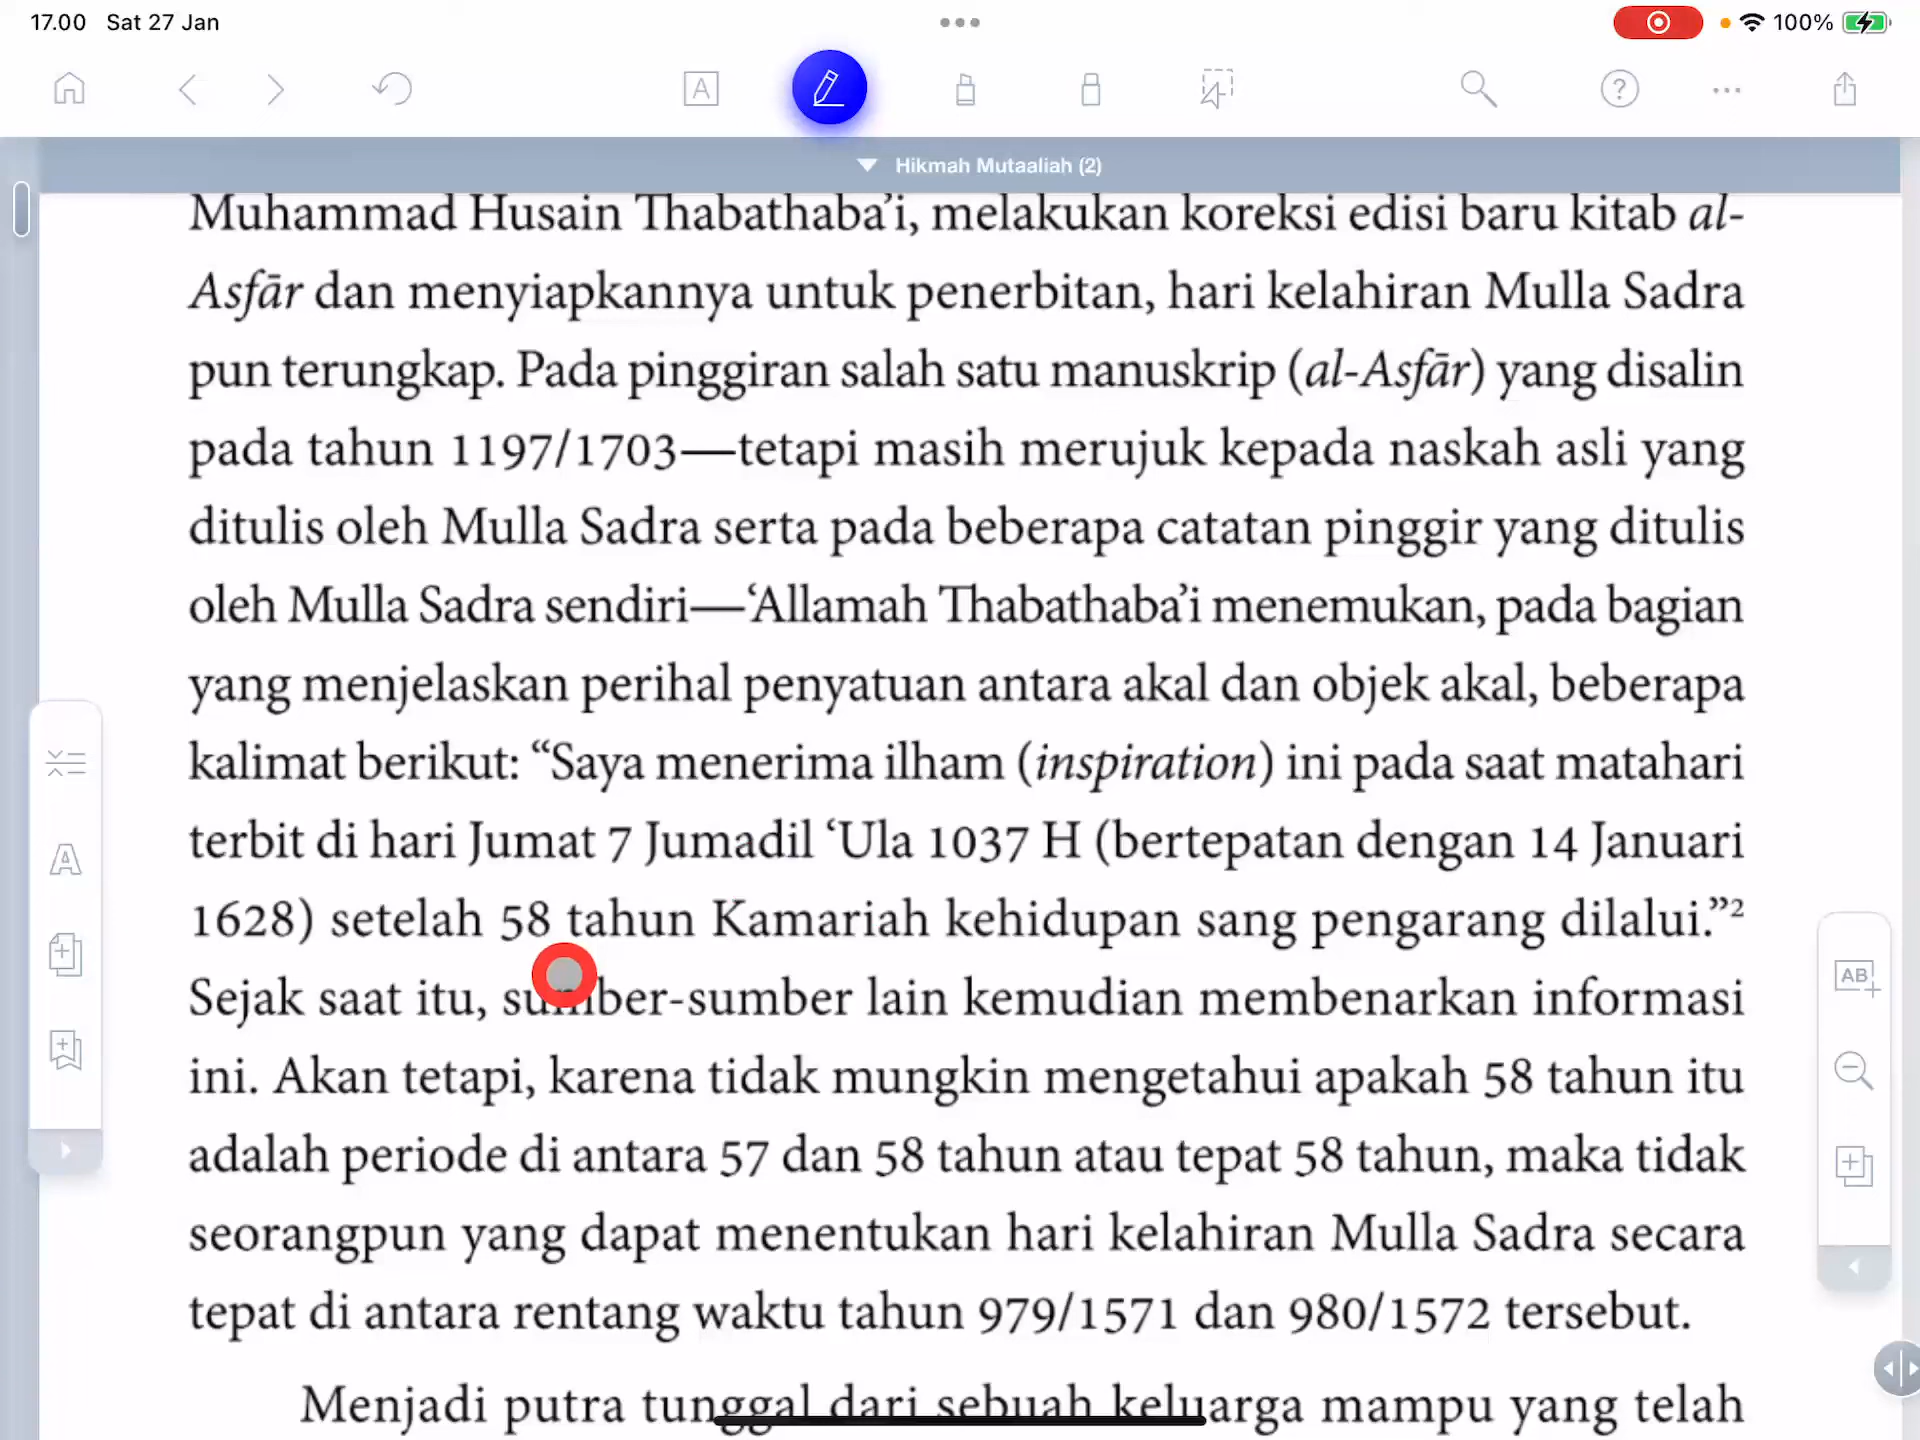 17.00 Sat 27 Jan
100%
A
?
Hikmah Mutaaliah (2)
Muhammad Husain Thabathaba’i, melakukan koreksi edisi baru kitab al-
Asfār dan menyiapkannya untuk penerbitan, hari kelahiran Mulla Sadra
pun terungkap. Pada pinggiran salah satu manuskrip (al-Asfār) yang disalin
pada tahun 1197/1703—tetapi masih merujuk kepada naskah asli yang
ditulis oleh Mulla Sadra serta pada beberapa catatan pinggir yang ditulis
oleh Mulla Sadra sendiri—‘Allamah Thabathaba’i menemukan, pada bagian
yang menjelaskan perihal penyatuan antara akal dan objek akal, beberapa
kalimat berikut: “Saya menerima ilham (inspiration) ini pada saat matahari
terbit di hari Jumat 7 Jumadil ‘Ula 1037 H (bertepatan dengan 14 Januari
1628) setelah 58 tahun Kamariah kehidupan sang pengarang dilalui.”²
Sejak saat itu, sumber-sumber lain kemudian membenarkan informasi
ini. Akan tetapi, karena tidak mungkin mengetahui apakah 58 tahun itu
adalah periode di antara 57 dan 58 tahun atau tepat 58 tahun, maka tidak
seorangpun yang dapat menentukan hari kelahiran Mulla Sadra secara
tepat di antara rentang waktu tahun 979/1571 dan 980/1572 tersebut.
Menjadi putra tunggal dari sebuah keluarga mampu yang telah
A
AB